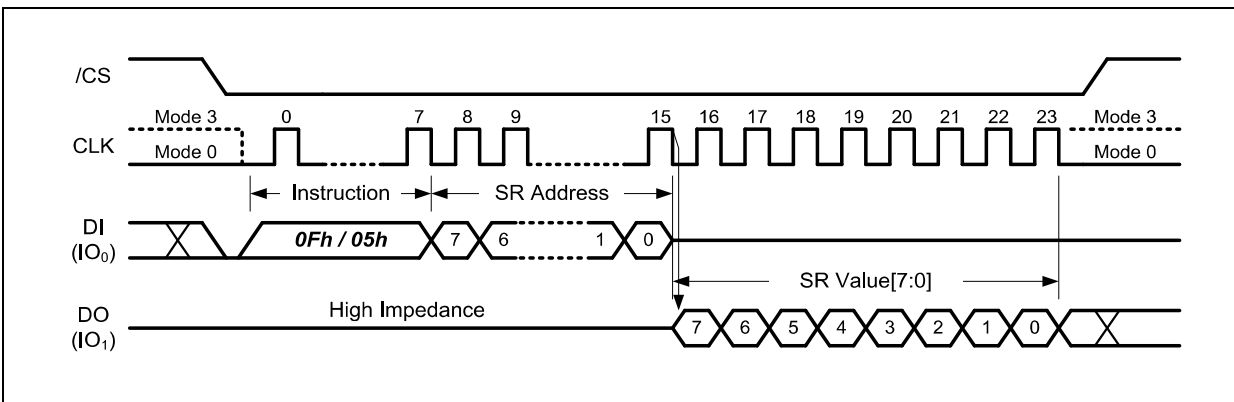 /CS
Mode 3 0 7 8 9 15 16 17 18 19 20 21 22 23 Mode 3
CLK
Mode 0 Mode 0
Instruction SR Address
DI
(IO₀)
0Fh / 05h 7 6 1 0
SR Value[7:0]
High Impedance
DO
(IO₁)
7 6 5 4 3 2 1 0